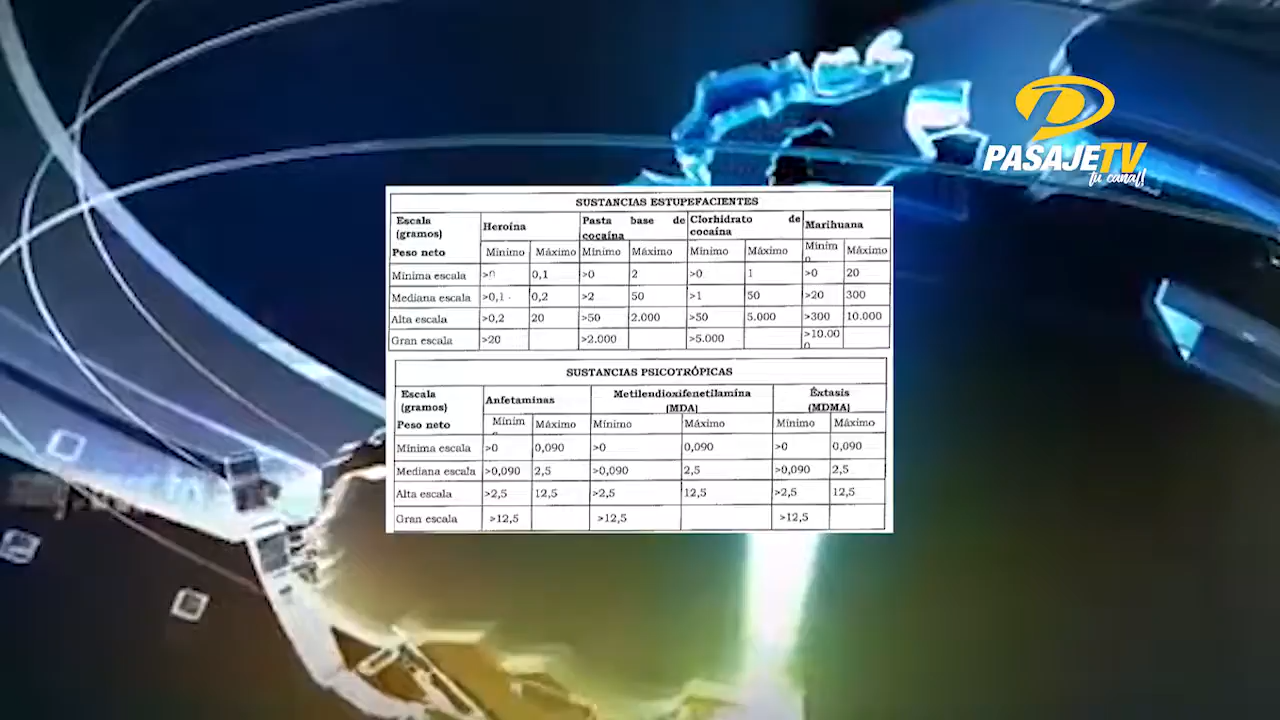 PASAJETV
tu canal!
SUSTANCIAS ESTUPEFACIENTES
Escala (gramos) Peso neto | Heroína | Pasta base de cocaína | Clorhidrato de cocaína | Marihuana
Mínimo | Máximo | Mínimo | Máximo | Mínimo | Máximo | Mínimo | Máximo
Mínima escala | >0 | 0,1 | >0 | 2 | >0 | 1 | >0 | 20
Mediana escala | >0,1 | 0,2 | >2 | 50 | >1 | 50 | >20 | 300
Alta escala | >0,2 | 20 | >50 | 2.000 | >50 | 5.000 | >300 | 10.000
Gran escala | >20 | >2.000 | >5.000 | >10.000
SUSTANCIAS PSICOTRÓPICAS
Escala (gramos) Peso neto | Anfetaminas | Metilendioxifenetilamina (MDA) | Éxtasis (MDMA)
Mínimo | Máximo | Mínimo | Máximo | Mínimo | Máximo
Mínima escala | >0 | 0,090 | >0 | 0,090 | >0 | 0,090
Mediana escala | >0,090 | 2,5 | >0,090 | 2,5 | >0,090 | 2,5
Alta escala | >2,5 | 12,5 | >2,5 | 12,5 | >2,5 | 12,5
Gran escala | >12,5 | >12,5 | >12,5